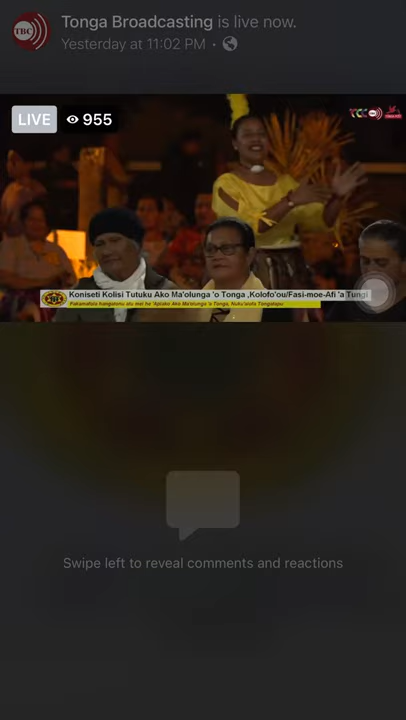 Tonga Broadcasting is live now.
TBC
Yesterday at 11:02 PM ·
LIVE 955
Koniseti Kolisi Tutuku Ako Ma'olunga 'o Tonga ,Kolofo'ou/Fasi-moe-Afi 'a Tungi
Swipe left to reveal comments and reactions